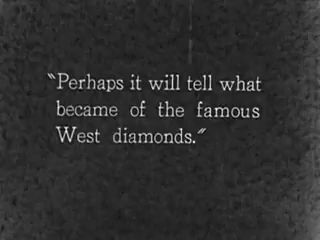 "Perhaps it will tell what
became of the famous
West diamonds."